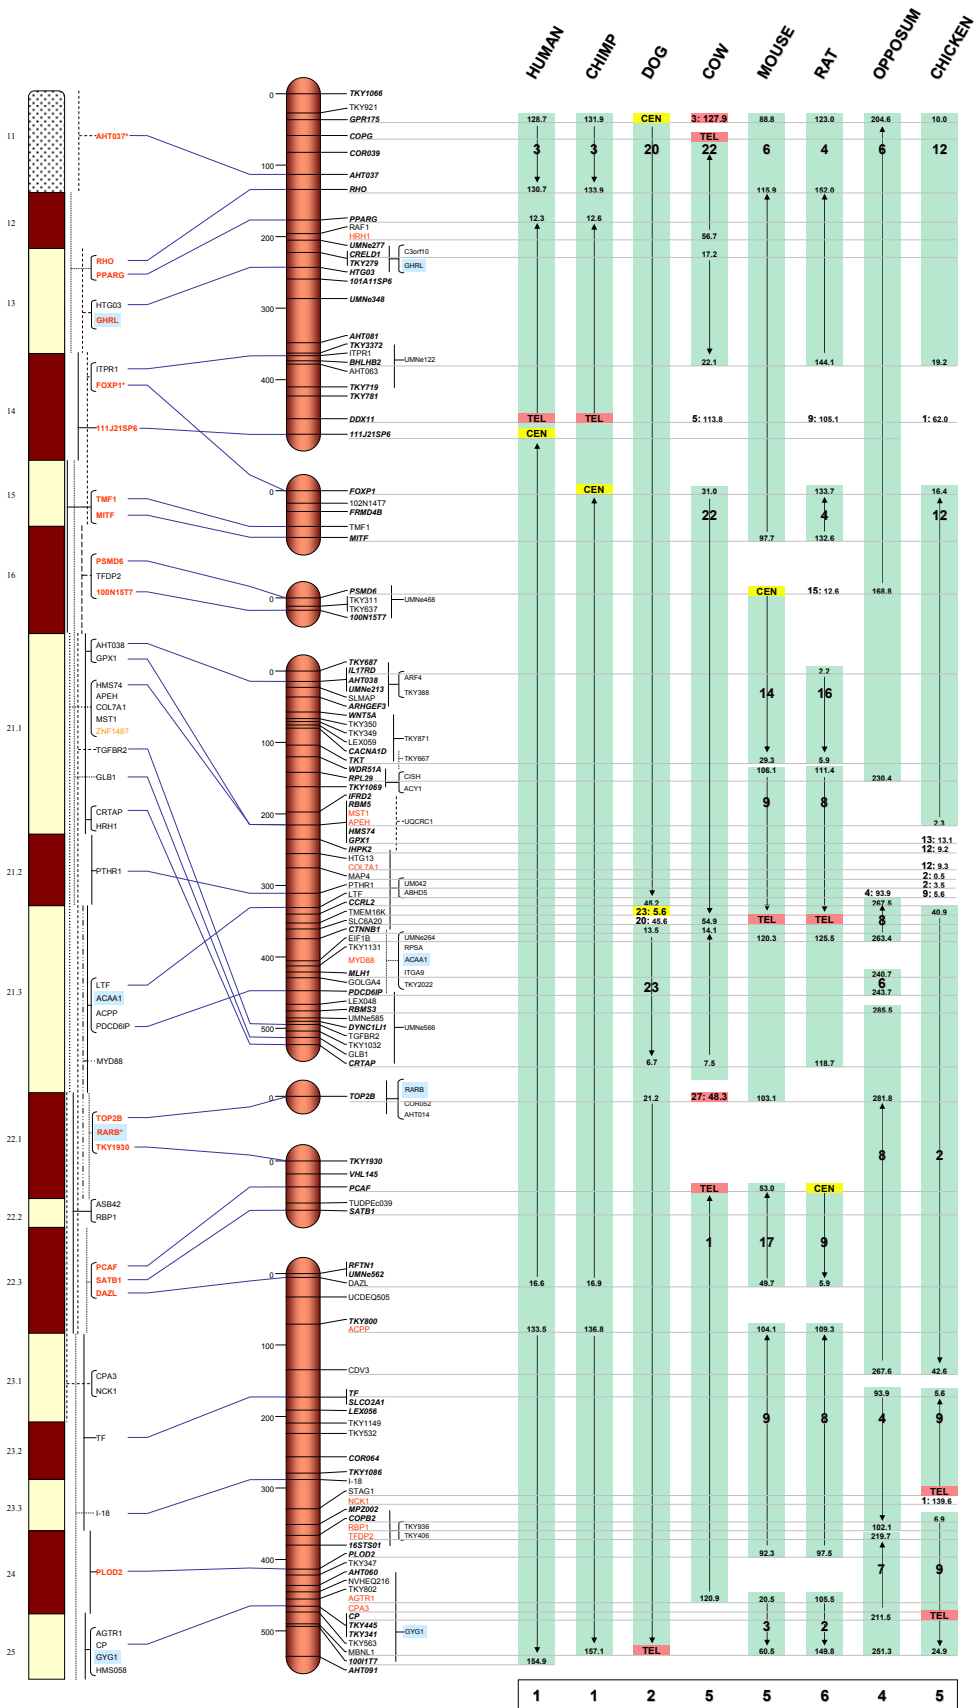 HUMAN CHIMP DOG COW MOUSE RAT OPPOSUM CHICKEN
0 TKY1066
TKY921
GPR175 128.7 131.9 CEN 3: 127.9 88.8 123.0 204.6 10.0
11 AHT037* COPG TEL
COR039 3 3 20 22 6 4 6 12
100
AHT037
RHO 130.7 133.9 115.9 152.0
12 PPARG 12.3 12.6
RAF1
200 HRH1 56.7
UMNe277
RHO CRELD1 C3orf10 17.2
PPARG TKY279 GHRL
HTG03
101A11SP6
13 HTG03 UMNe348
300
GHRL
AHT081
TKY3372
ITPR1 ITPR1 UMNe122
BHLHB2 22.1 144.1 19.2
FOXP1* AHT063
400
TKY719
TKY781
14 DDX11 TEL TEL 5: 113.8 9: 105.1 1: 62.0
111J21SP6 111J21SP6 CEN
15 TMF1 0 FOXP1 CEN 31.0 133.7 16.4
102N14T7
MITF FRMD4B 22 4 12
TMF1
MITF 97.7 132.6
PSMD6
16 TFDP2
100N15T7 PSMD6 CEN 15: 12.6 168.8
0 TKY311 UMNe468
TKY637
100N15T7
AHT038
GPX1 TKY687
0 IL17RD 2.2
HMS74 AHT038 ARF4
APEH UMNe213 TKY388 14 16
COL7A1 SLMAP
ARHGEF3
MST1 WNT5A
ZNF148? TKY350
21.1 TKY349 TKY871
100 LEX059
TGFBR2 CACNA1D
TKT TKY667 29.3 5.9
WDR51A 106.1 111.4
GLB1 RPL29 CISH 230.4
TKY1069 ACY1
IFRD2
CRTAP RBM5 9 8
200 MST1
HRH1 APEH UQCRC1 2.3
HMS74
GPX1 13: 13.1
IHPK2 12: 9.2
HTG13
21.2 PTHR1 COL7A1 12: 9.3
MAP4 2: 0.5
300 PTHR1 UM042 2: 3.5
LTF ABHD5 4: 93.9 9: 5.6
CCRL2 45.2 267.5
TMEM16K 23: 5.6 40.9
SLC6A20 20: 45.6 54.9 TEL TEL 8
CTNNB1 13.5 14.1
EIF1B UMNe264 120.3 125.5 263.4
TKY1131 RPSA
400 MYD88 ACAA1
21.3 LTF MLH1 ITGA9 240.7
ACAA1 GOLGA4 TKY2022 23 6
ACPP PDCD6IP 243.7
PDCD6IP LEX048
RBMS3 285.5
UMNe585
500 DYNC1LI1 UMNe566
TGFBR2
TKY1032
MYD88 GLB1
CRTAP 6.7 7.5 118.7
RARB
0 TOP2B 21.2 27: 48.3 103.1 281.8
COR052
TOP2B AHT014
22.1 RARB*
TKY1930 8 2
0 TKY1930
VHL145
PCAF TEL 53.0 CEN
22.2 ASB42 TUDPEc039
RBP1 SATB1
1 17 9
PCAF RFTN1
22.3 SATB1 0 UMNe562
DAZL DAZL 16.6 16.9 49.7 5.9
UCDEQ505
TKY800
ACPP 133.5 136.8 104.1 109.3
100
23.1 CPA3 CDV3 267.6 42.6
NCK1 TF 93.9 5.6
SLCO2A1
LEX056
200 TKY1149 9 8 4 9
23.2 TF TKY532
COR064
TKY1086
I-18
STAG1 TEL
23.3 300 NCK1 1: 139.6
I-18 MPZ002
COPB2 6.9
RBP1 TKY936 102.1
TFDP2 TKY406 219.7
16STS01
PLOD2 92.3 97.5
400 TKY347
24 PLOD2 AHT060 7 9
NVHEQ216
TKY802
AGTR1 120.9 20.5 105.5
CPA3
CP 211.5 TEL
AGTR1 TKY445 3 2
500 TKY341 GYG1
CP TKY563
25 GYG1 MBNL1 157.1 TEL 60.5 149.8 251.3 24.9
HMS058 100I1T7 154.9
AHT091
1 1 2 5 5 6 4 5